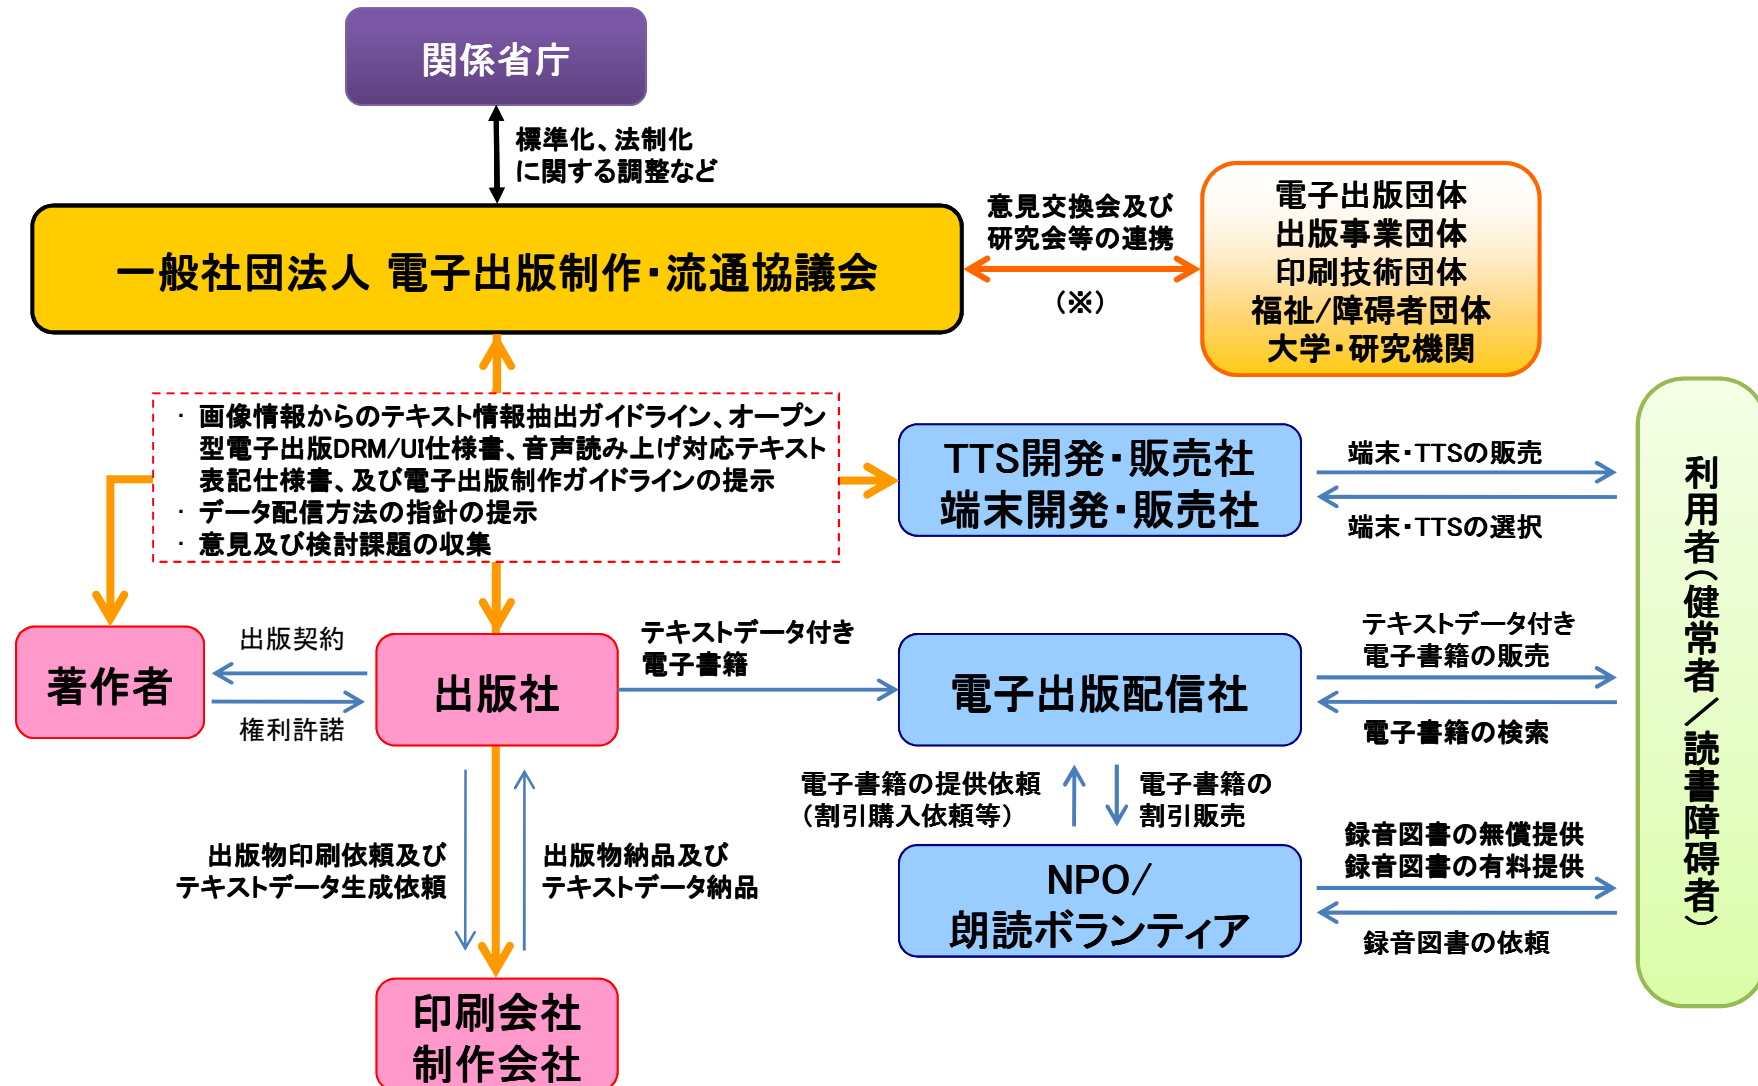 関係省庁
標準化、法制化
に関する調整など
一般社団法人 電子出版制作・流通協議会
意見交換会及び
研究会等の連携
(※)
電子出版団体
出版事業団体
印刷技術団体
福祉/障碍者団体
大学・研究機関
・ 画像情報からのテキスト情報抽出ガイドライン、オープン
型電子出版DRM/UI仕様書、音声読み上げ対応テキスト
表記仕様書、及び電子出版制作ガイドラインの提示
・ データ配信方法の指針の提示
・ 意見及び検討課題の収集
TTS開発・販売社
端末開発・販売社
端末・TTSの販売
端末・TTSの選択
利用者(健常者/読書障碍者)
著作者
出版契約
権利許諾
出版社
テキストデータ付き
電子書籍
電子出版配信社
テキストデータ付き
電子書籍の販売
電子書籍の検索
電子書籍の提供依頼
(割引購入依頼等)
電子書籍の
割引販売
出版物印刷依頼及び
テキストデータ生成依頼
出版物納品及び
テキストデータ納品
NPO/
朗読ボランティア
録音図書の無償提供
録音図書の有料提供
録音図書の依頼
印刷会社
制作会社